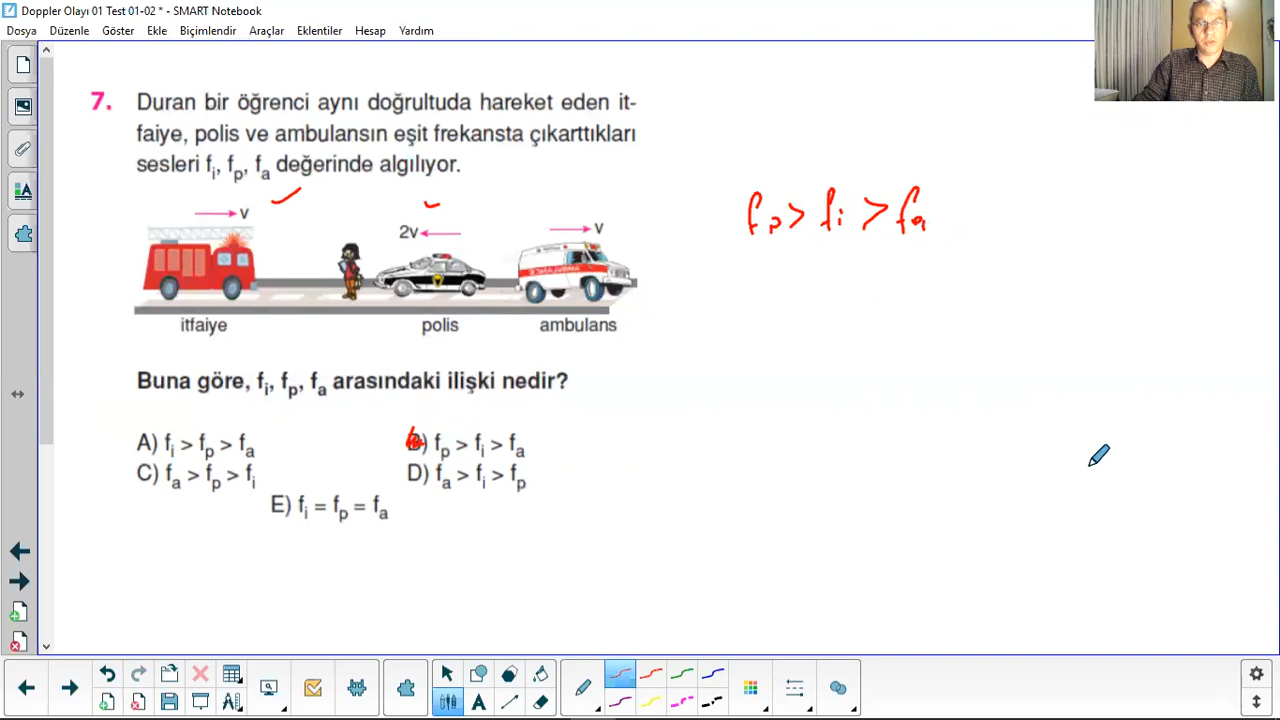 Doppler Olayı 01 Test 01-02 * - SMART Notebook
Dosya Düzenle Göster Ekle Biçimlendir Araçlar Eklentiler Hesap Yardım
7. Duran bir öğrenci aynı doğrultuda hareket eden it-
faiye, polis ve ambulansın eşit frekansta çıkarttıkları
sesleri fi, fp, fa değerinde algılıyor.
fp > fi > fa
v
2v
v
itfaiye polis ambulans
Buna göre, fi, fp, fa arasındaki ilişki nedir?
A) fi > fp > fa
B) fp > fi > fa
C) fa > fp > fi
D) fa > fi > fp
E) fi = fp = fa